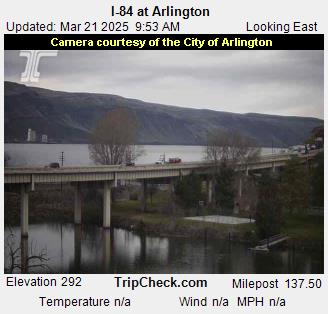 I-84 at Arlington
Updated: Mar 21 2025 9:53 AM Looking East
Camera courtesy of the City of Arlington
Elevation 292 TripCheck.com Milepost 137.50
Temperature n/a Wind n/a MPH n/a